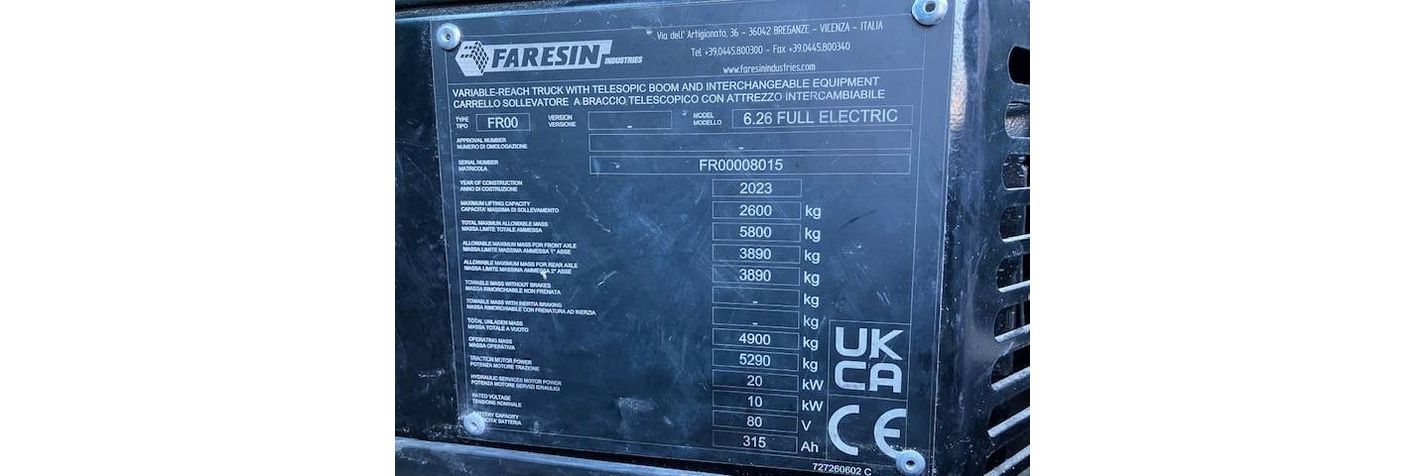 FARESIN INDUSTRIES
Via dell' Artigianato, 36 - 36042 BREGANZE - VICENZA - ITALIA
Tel +39.0445.800300 - Fax +39.0445.800340
www.faresinindustries.com
VARIABLE-REACH TRUCK WITH TELESOPIC BOOM AND INTERCHANGEABLE EQUIPMENT
CARRELLO SOLLEVATORE A BRACCIO TELESCOPICO CON ATTREZZO INTERCAMBIABILE
TYPE
TIPO
FR00
VERSION
VERSIONE
-
MODEL
MODELLO
6.26 FULL ELECTRIC
APPROVAL NUMBER
NUMERO DI OMOLOGAZIONE
-
SERIAL NUMBER
MATRICOLA
FR00008015
YEAR OF CONSTRUCTION
ANNO DI COSTRUZIONE
2023
MAXIMUM LIFTING CAPACITY
CAPACITA' MASSIMA DI SOLLEVAMENTO
2600 kg
TOTAL MAXIMUN ALLOWABLE MASS
MASSA LIMITE TOTALE AMMESSA
5800 kg
ALLOWABLE MAXIMUN MASS FOR FRONT AXLE
MASSA LIMITE MASSIMA AMMESSA 1° ASSE
3890 kg
ALLOWABLE MAXIMUM MASS FOR REAR AXLE
MASSA LIMITE MASSIMA AMMESSA 2° ASSE
3890 kg
TOWABLE MASS WITHOUT BRAKES
MASSA RIMORCHIABILE NON FRENATA
- kg
TOWABLE MASS WITH INERTIA BRAKING
MASSA RIMORCHIABILE CON FRENATURA AD INERZIA
- kg
TOTAL UNLADEN MASS
MASSA TOTALE A VUOTO
4900 kg
OPERATING MASS
MASSA OPERATIVA
5290 kg
TRACTION MOTOR POWER
POTENZA MOTORE TRAZIONE
20 kW
HYDRAULIC SERVICES MOTOR POWER
POTENZA MOTORE SERVIZI IDRAULICI
10 kW
RATED VOLTAGE
TENSIONE NOMINALE
80 V
BATTERY CAPACITY
CAPACITA' BATTERIA
315 Ah
UK
CA
CE
727260602 C